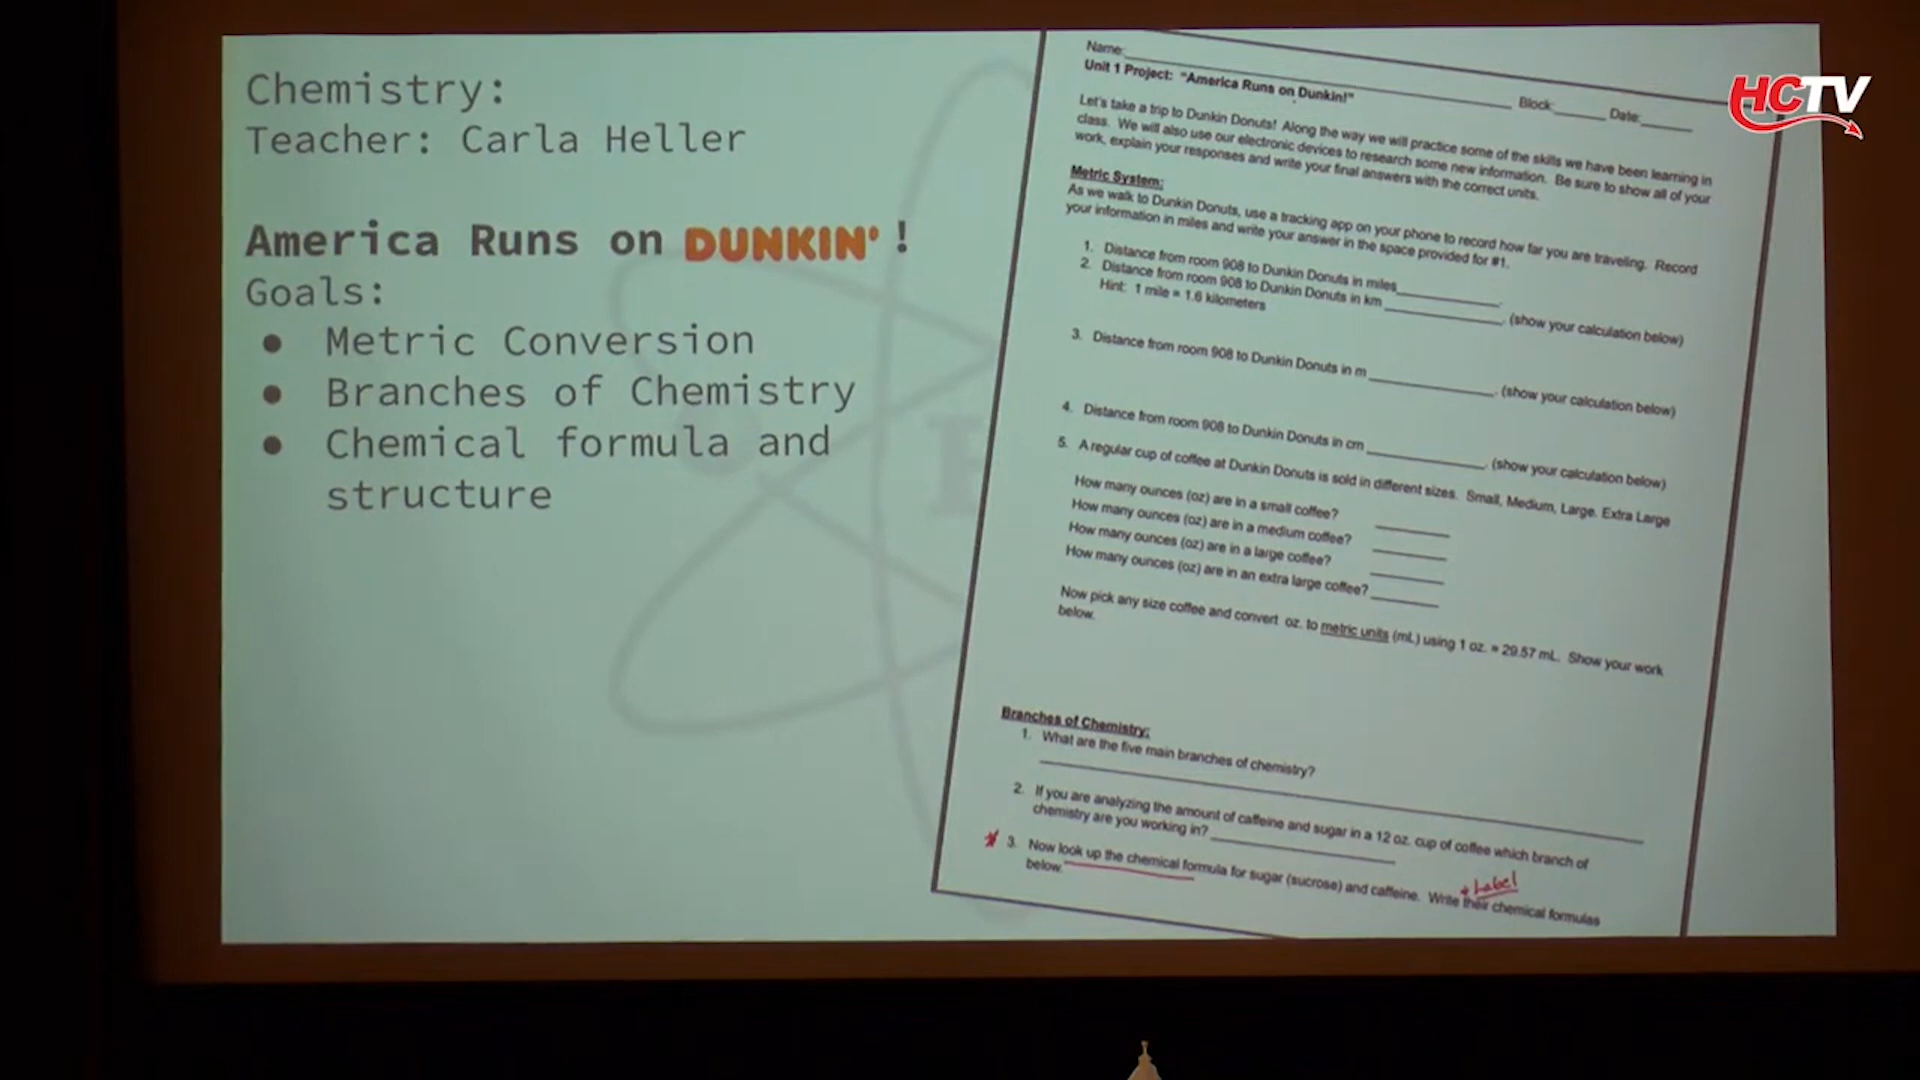 Chemistry:
Teacher: Carla Heller
America Runs on DUNKIN' !
Goals:
● Metric Conversion
● Branches of Chemistry
● Chemical formula and
structure
Name:____ Block:____ Date:____
Unit 1 Project: "America Runs on Dunkin!"
Let's take a trip to Dunkin Donuts! Along the way we will practice some of the skills we have been learning in
class. We will also use our electronic devices to research some new information. Be sure to show all of your
work, explain your responses and write your final answers with the correct units.
Metric System:
As we walk to Dunkin Donuts, use a tracking app on your phone to record how far you are traveling. Record
your information in miles and write your answer in the space provided for #1.
1. Distance from room 908 to Dunkin Donuts in miles____.
2. Distance from room 908 to Dunkin Donuts in km____. (show your calculation below)
Hint: 1 mile = 1.6 kilometers
3. Distance from room 908 to Dunkin Donuts in m____. (show your calculation below)
4. Distance from room 908 to Dunkin Donuts in cm____. (show your calculation below)
5. A regular cup of coffee at Dunkin Donuts is sold in different sizes. Small, Medium, Large. Extra Large
How many ounces (oz) are in a small coffee? ____
How many ounces (oz) are in a medium coffee? ____
How many ounces (oz) are in a large coffee? ____
How many ounces (oz) are in an extra large coffee? ____
Now pick any size coffee and convert oz. to metric units (mL) using 1 oz. = 29.57 mL. Show your work
below.
Branches of Chemistry:
1. What are the five main branches of chemistry?
2. If you are analyzing the amount of caffeine and sugar in a 12 oz. cup of coffee which branch of
chemistry are you working in? ____
+ Label
* 3. Now look up the chemical formula for sugar (sucrose) and caffeine. Write their chemical formulas
below.
HCTV